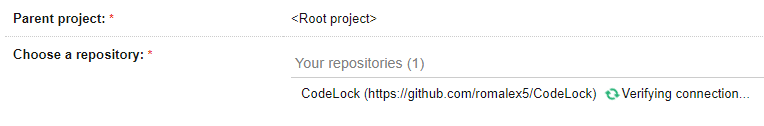 Parent project: * <Root project>
Choose a repository: *
Your repositories (1)
CodeLock (https://github.com/romalex5/CodeLock) Verifying connection...